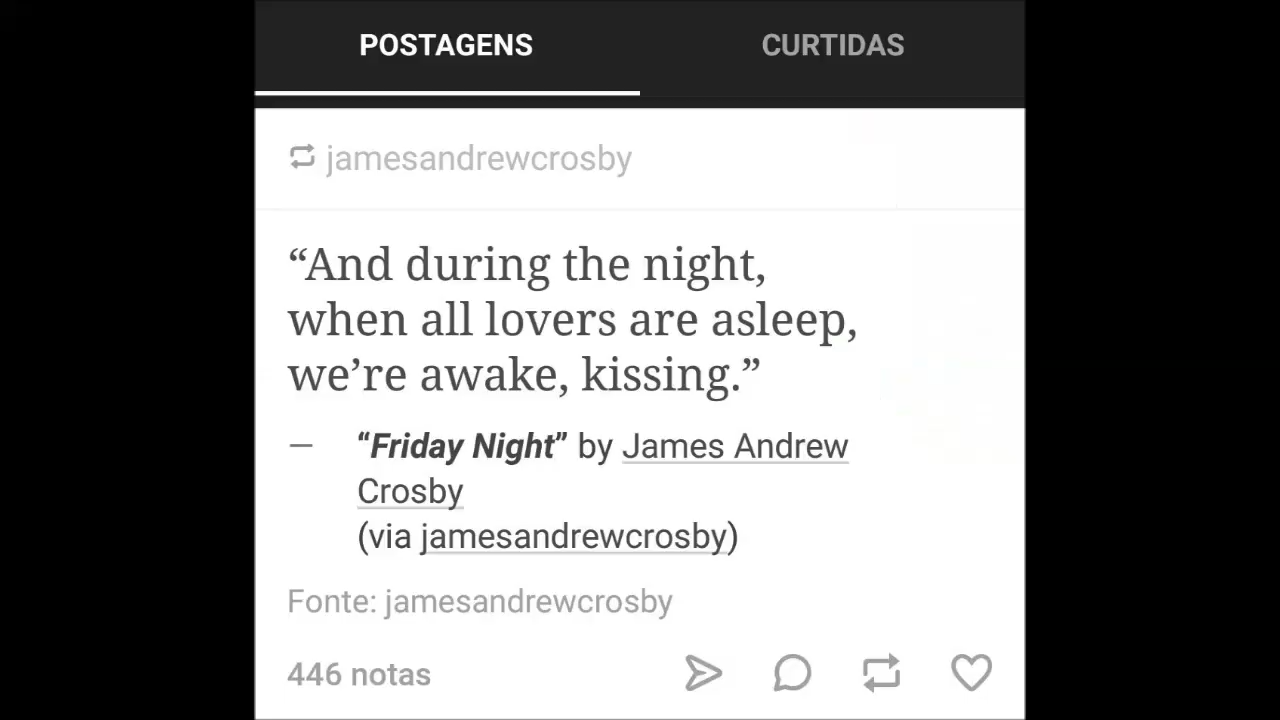 POSTAGENS CURTIDAS
jamesandrewcrosby
“And during the night,
when all lovers are asleep,
we’re awake, kissing.”
— “Friday Night” by James Andrew
Crosby
(via jamesandrewcrosby)
Fonte: jamesandrewcrosby
446 notas